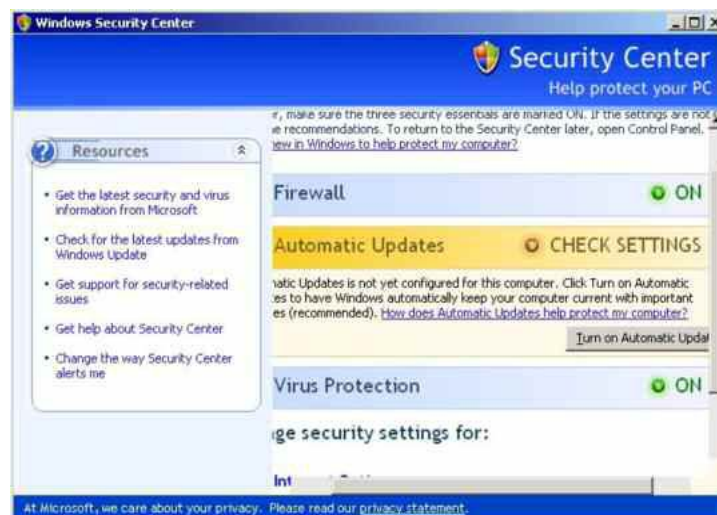 Windows Security Center
Security Center
Help protect your PC
Resources
Get the latest security and virus
information from Microsoft
Check for the latest updates from
Windows Update
Get support for security-related
issues
Get help about Security Center
Change the way Security Center
alerts me
r, make sure the three security essentials are marked ON. If the settings are not
e recommendations. To return to the Security Center later, open Control Panel.
new in Windows to help protect my computer?
Firewall
ON
Automatic Updates
CHECK SETTINGS
matic Updates is not yet configured for this computer. Click Turn on Automatic
es to have Windows automatically keep your computer current with important
es (recommended). How does Automatic Updates help protect my computer?
Turn on Automatic Updat
Virus Protection
ON
ge security settings for:
Int
At Microsoft, we care about your privacy. Please read our privacy statement.